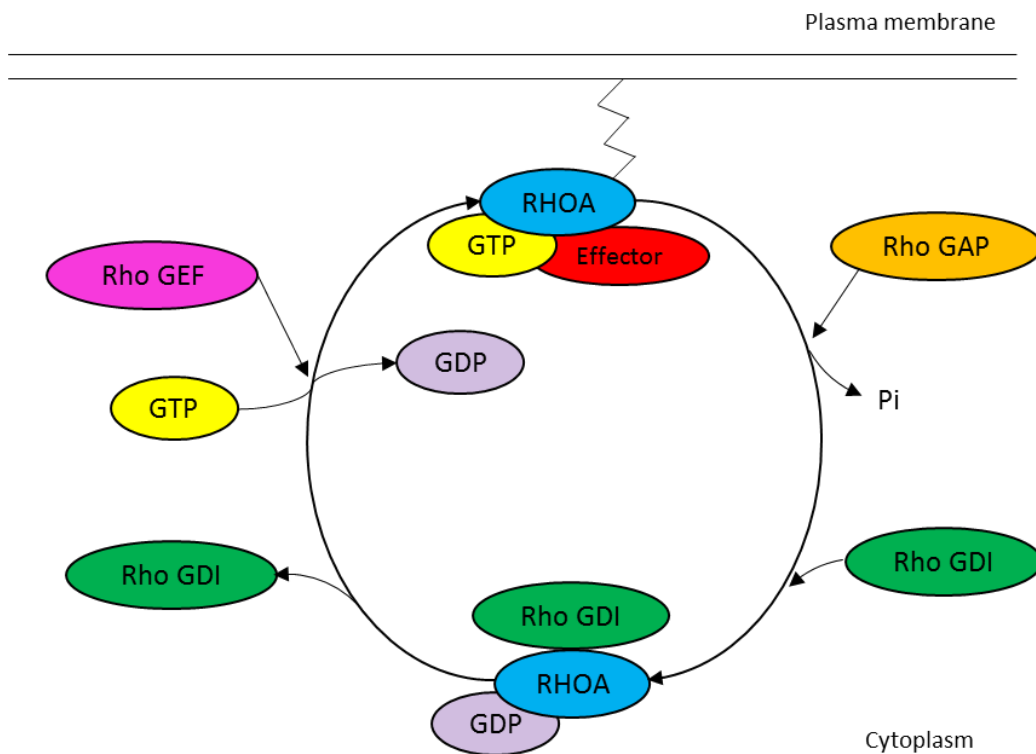 Plasma membrane
RHOA
GTP
Effector
Rho GEF
Rho GAP
GDP
GTP
Pi
Rho GDI
Rho GDI
Rho GDI
RHOA
GDP
Cytoplasm